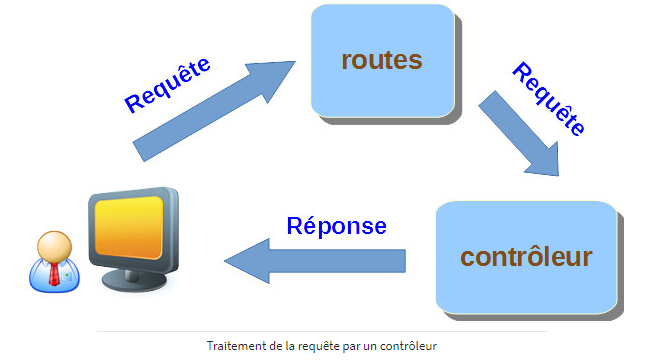 Requête
routes
Requête
Réponse
contrôleur
Traitement de la requête par un contrôleur